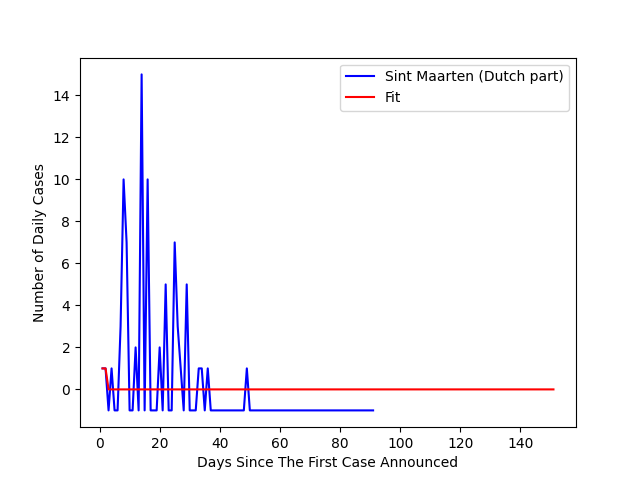 Sint Maarten (Dutch part)
Fit
14
12
10
8
6
4
2
0
Number of Daily Cases
0 20 40 60 80 100 120 140
Days Since The First Case Announced